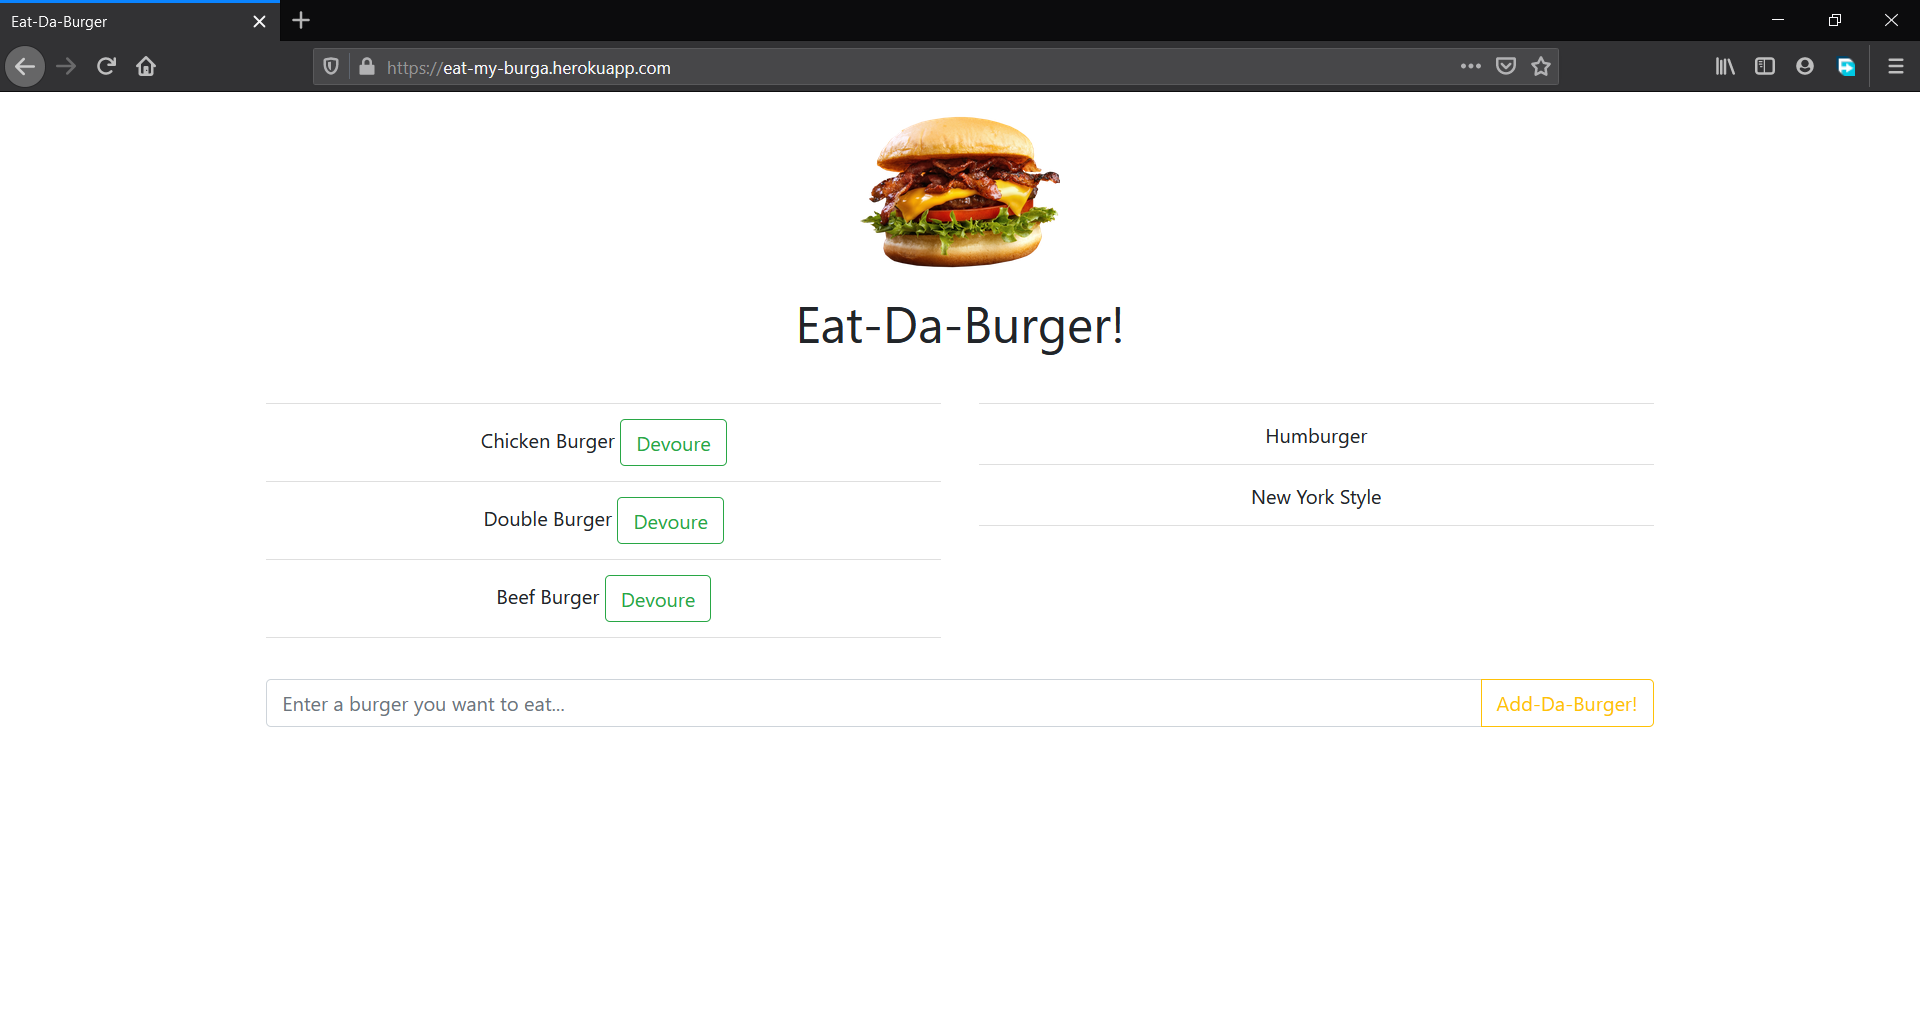 Eat-Da-Burger
https://eat-my-burga.herokuapp.com
Eat-Da-Burger!
Chicken Burger Devoure
Double Burger Devoure
Beef Burger Devoure
Humburger
New York Style
Enter a burger you want to eat...
Add-Da-Burger!